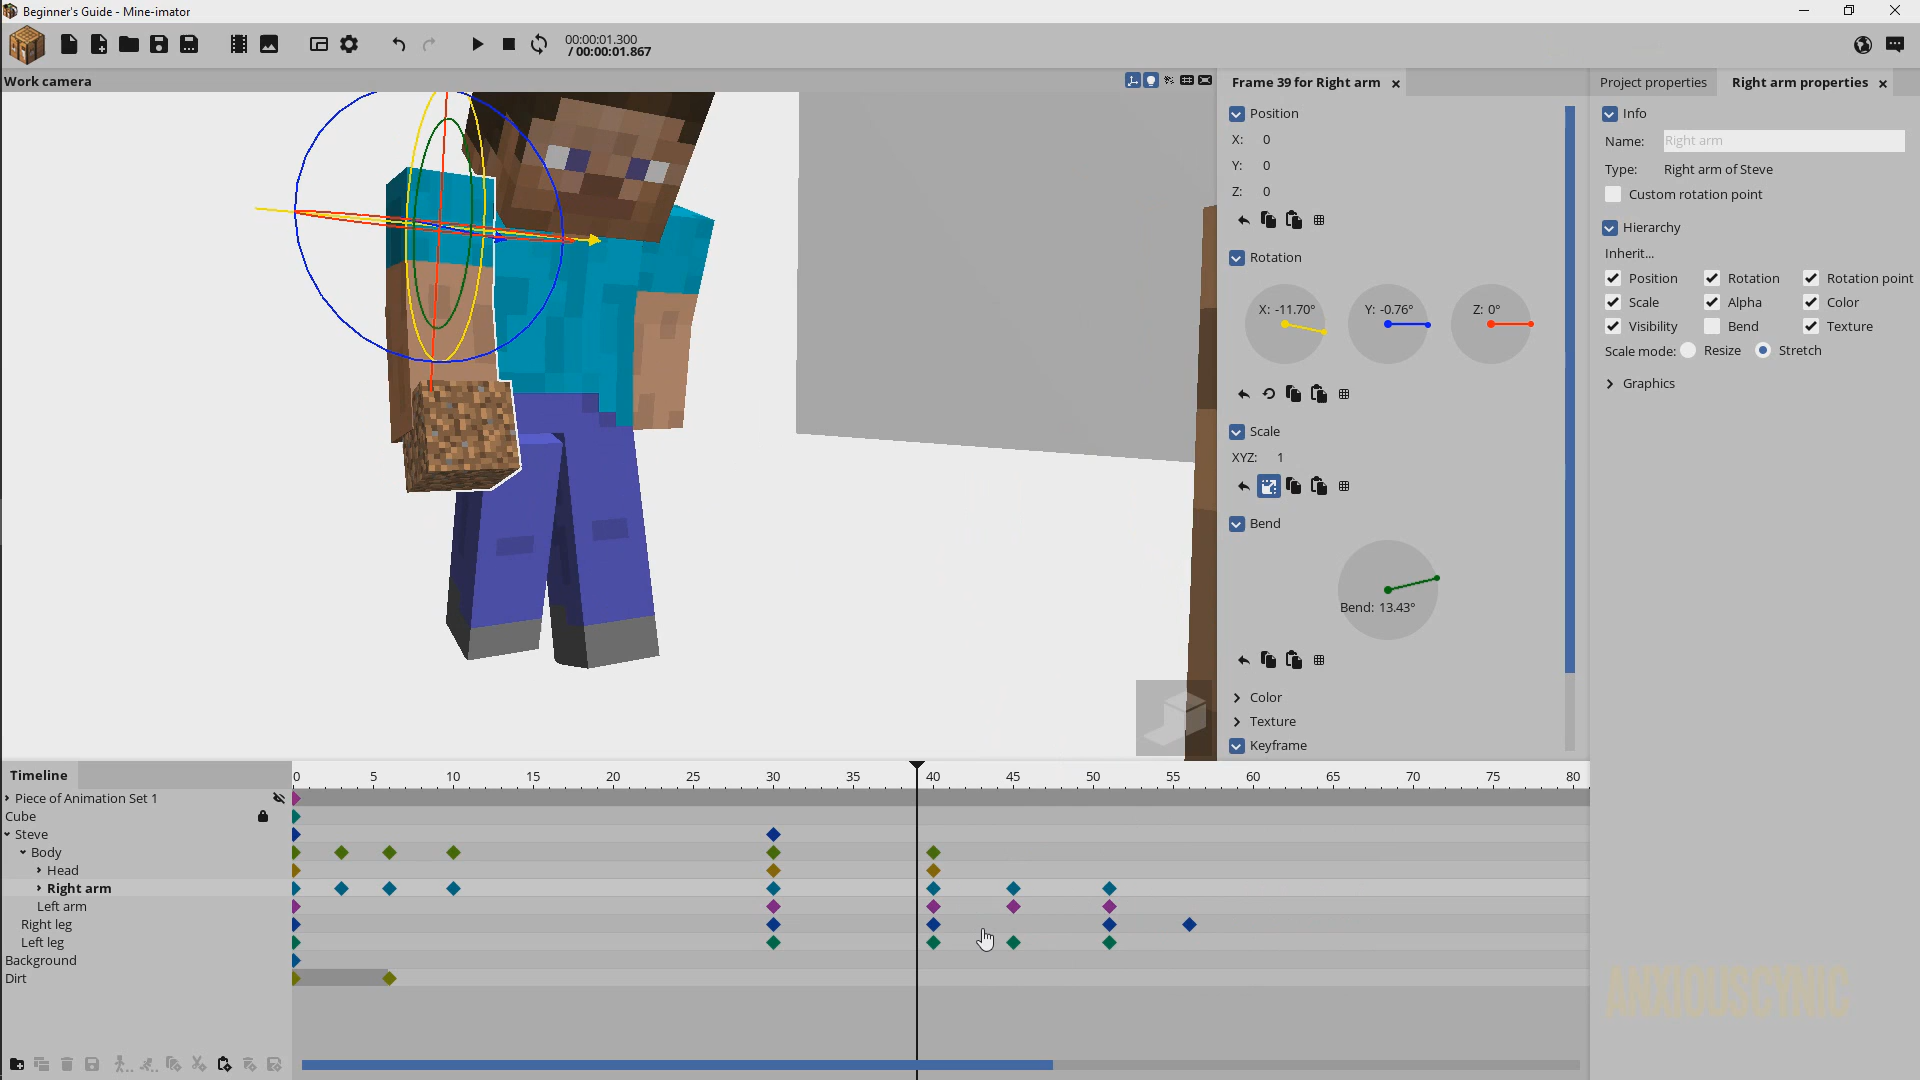 Beginner's Guide - Mine-imator
00:00:01.300
/ 00:00:01.867
Work camera
Frame 39 for Right arm
Position
X: 0
Y: 0
Z: 0
Rotation
X: -11.70° Y: -0.76° Z: 0°
Scale
XYZ: 1
Bend
Bend: 13.43°
Color
Texture
Keyframe
Project properties Right arm properties
Info
Name: Right arm
Type: Right arm of Steve
Custom rotation point
Hierarchy
Inherit...
Position Rotation Rotation point
Scale Alpha Color
Visibility Bend Texture
Scale mode: Resize Stretch
Graphics
Timeline
0 5 10 15 20 25 30 35 40 45 50 55 60 65 70 75 80
Piece of Animation Set 1
Cube
Steve
Body
Head
Right arm
Left arm
Right leg
Left leg
Background
Dirt
ANXIOUSCYNIC